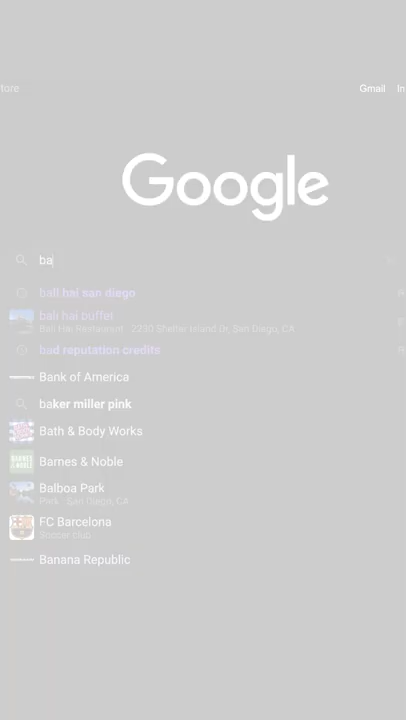 tore Gmail In
Google
ba
bali hai san diego
bali hai buffet
Bali Hai Restaurant · 2230 Shelter Island Dr, San Diego, CA
bad reputation credits
Bank of America
baker miller pink
Bath & Body Works
BARNES & NOBLE
Barnes & Noble
Balboa Park
Park · San Diego, CA
FC Barcelona
Soccer club
Banana Republic